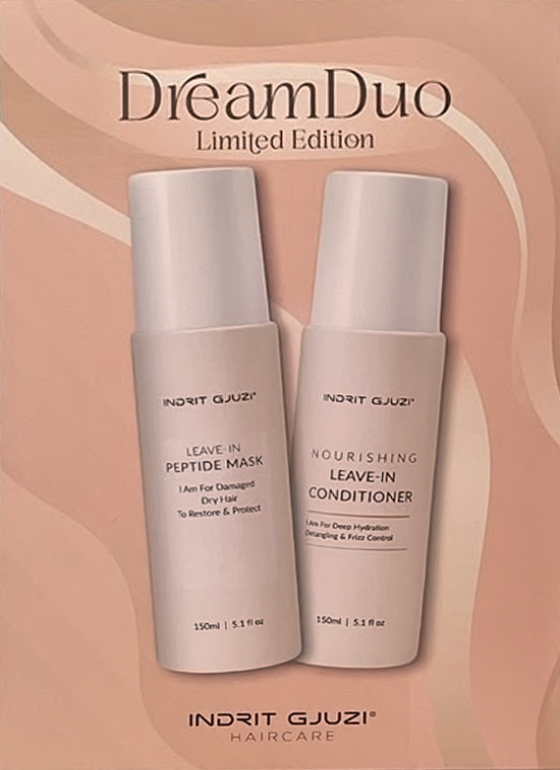 DreamDuo
Limited Edition
INDRIT GJUZI®
LEAVE-IN
PEPTIDE MASK
I Am For Damaged
Dry Hair
To Restore & Protect
150ml | 5.1 fl oz
INDRIT GJUZI®
NOURISHING
LEAVE-IN
CONDITIONER
I Am For Deep Hydration
Detangling & Frizz Control
150ml | 5.1 fl oz
INDRIT GJUZI®
HAIRCARE